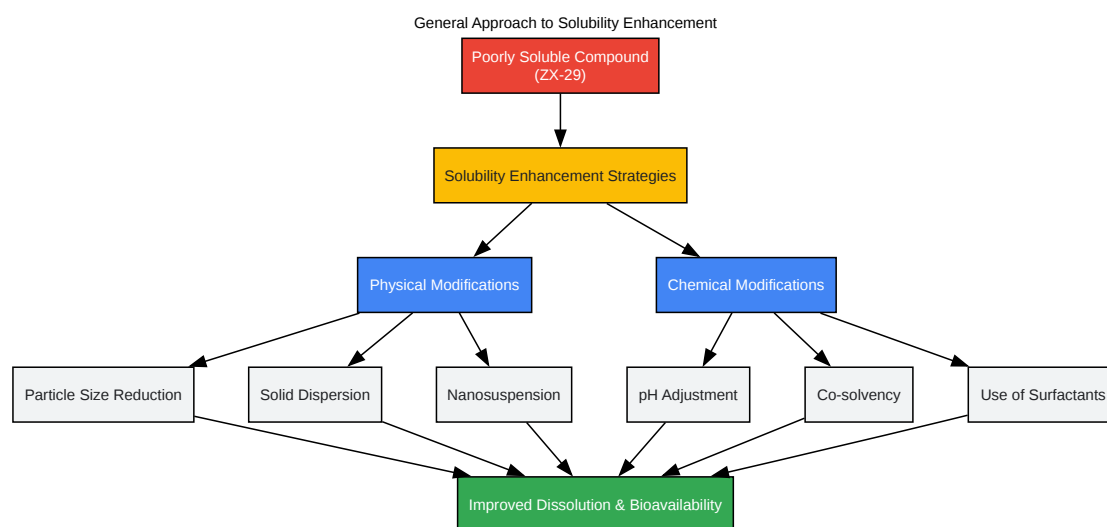 General Approach to Solubility Enhancement
Poorly Soluble Compound
(ZX-29)
Solubility Enhancement Strategies
Physical Modifications
Chemical Modifications
Particle Size Reduction
Solid Dispersion
Nanosuspension
pH Adjustment
Co-solvency
Use of Surfactants
Improved Dissolution & Bioavailability